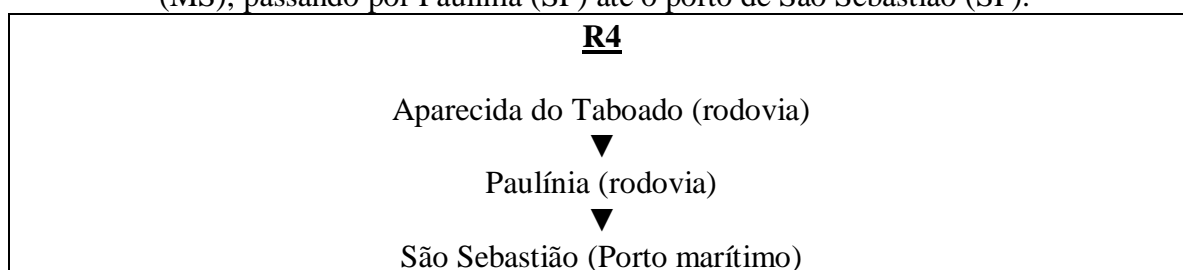 (MS), passando por Paulínia (SP) até o porto de São Sebastião (SP).
R4
Aparecida do Taboado (rodovia)
▼
Paulínia (rodovia)
▼
São Sebastião (Porto marítimo)